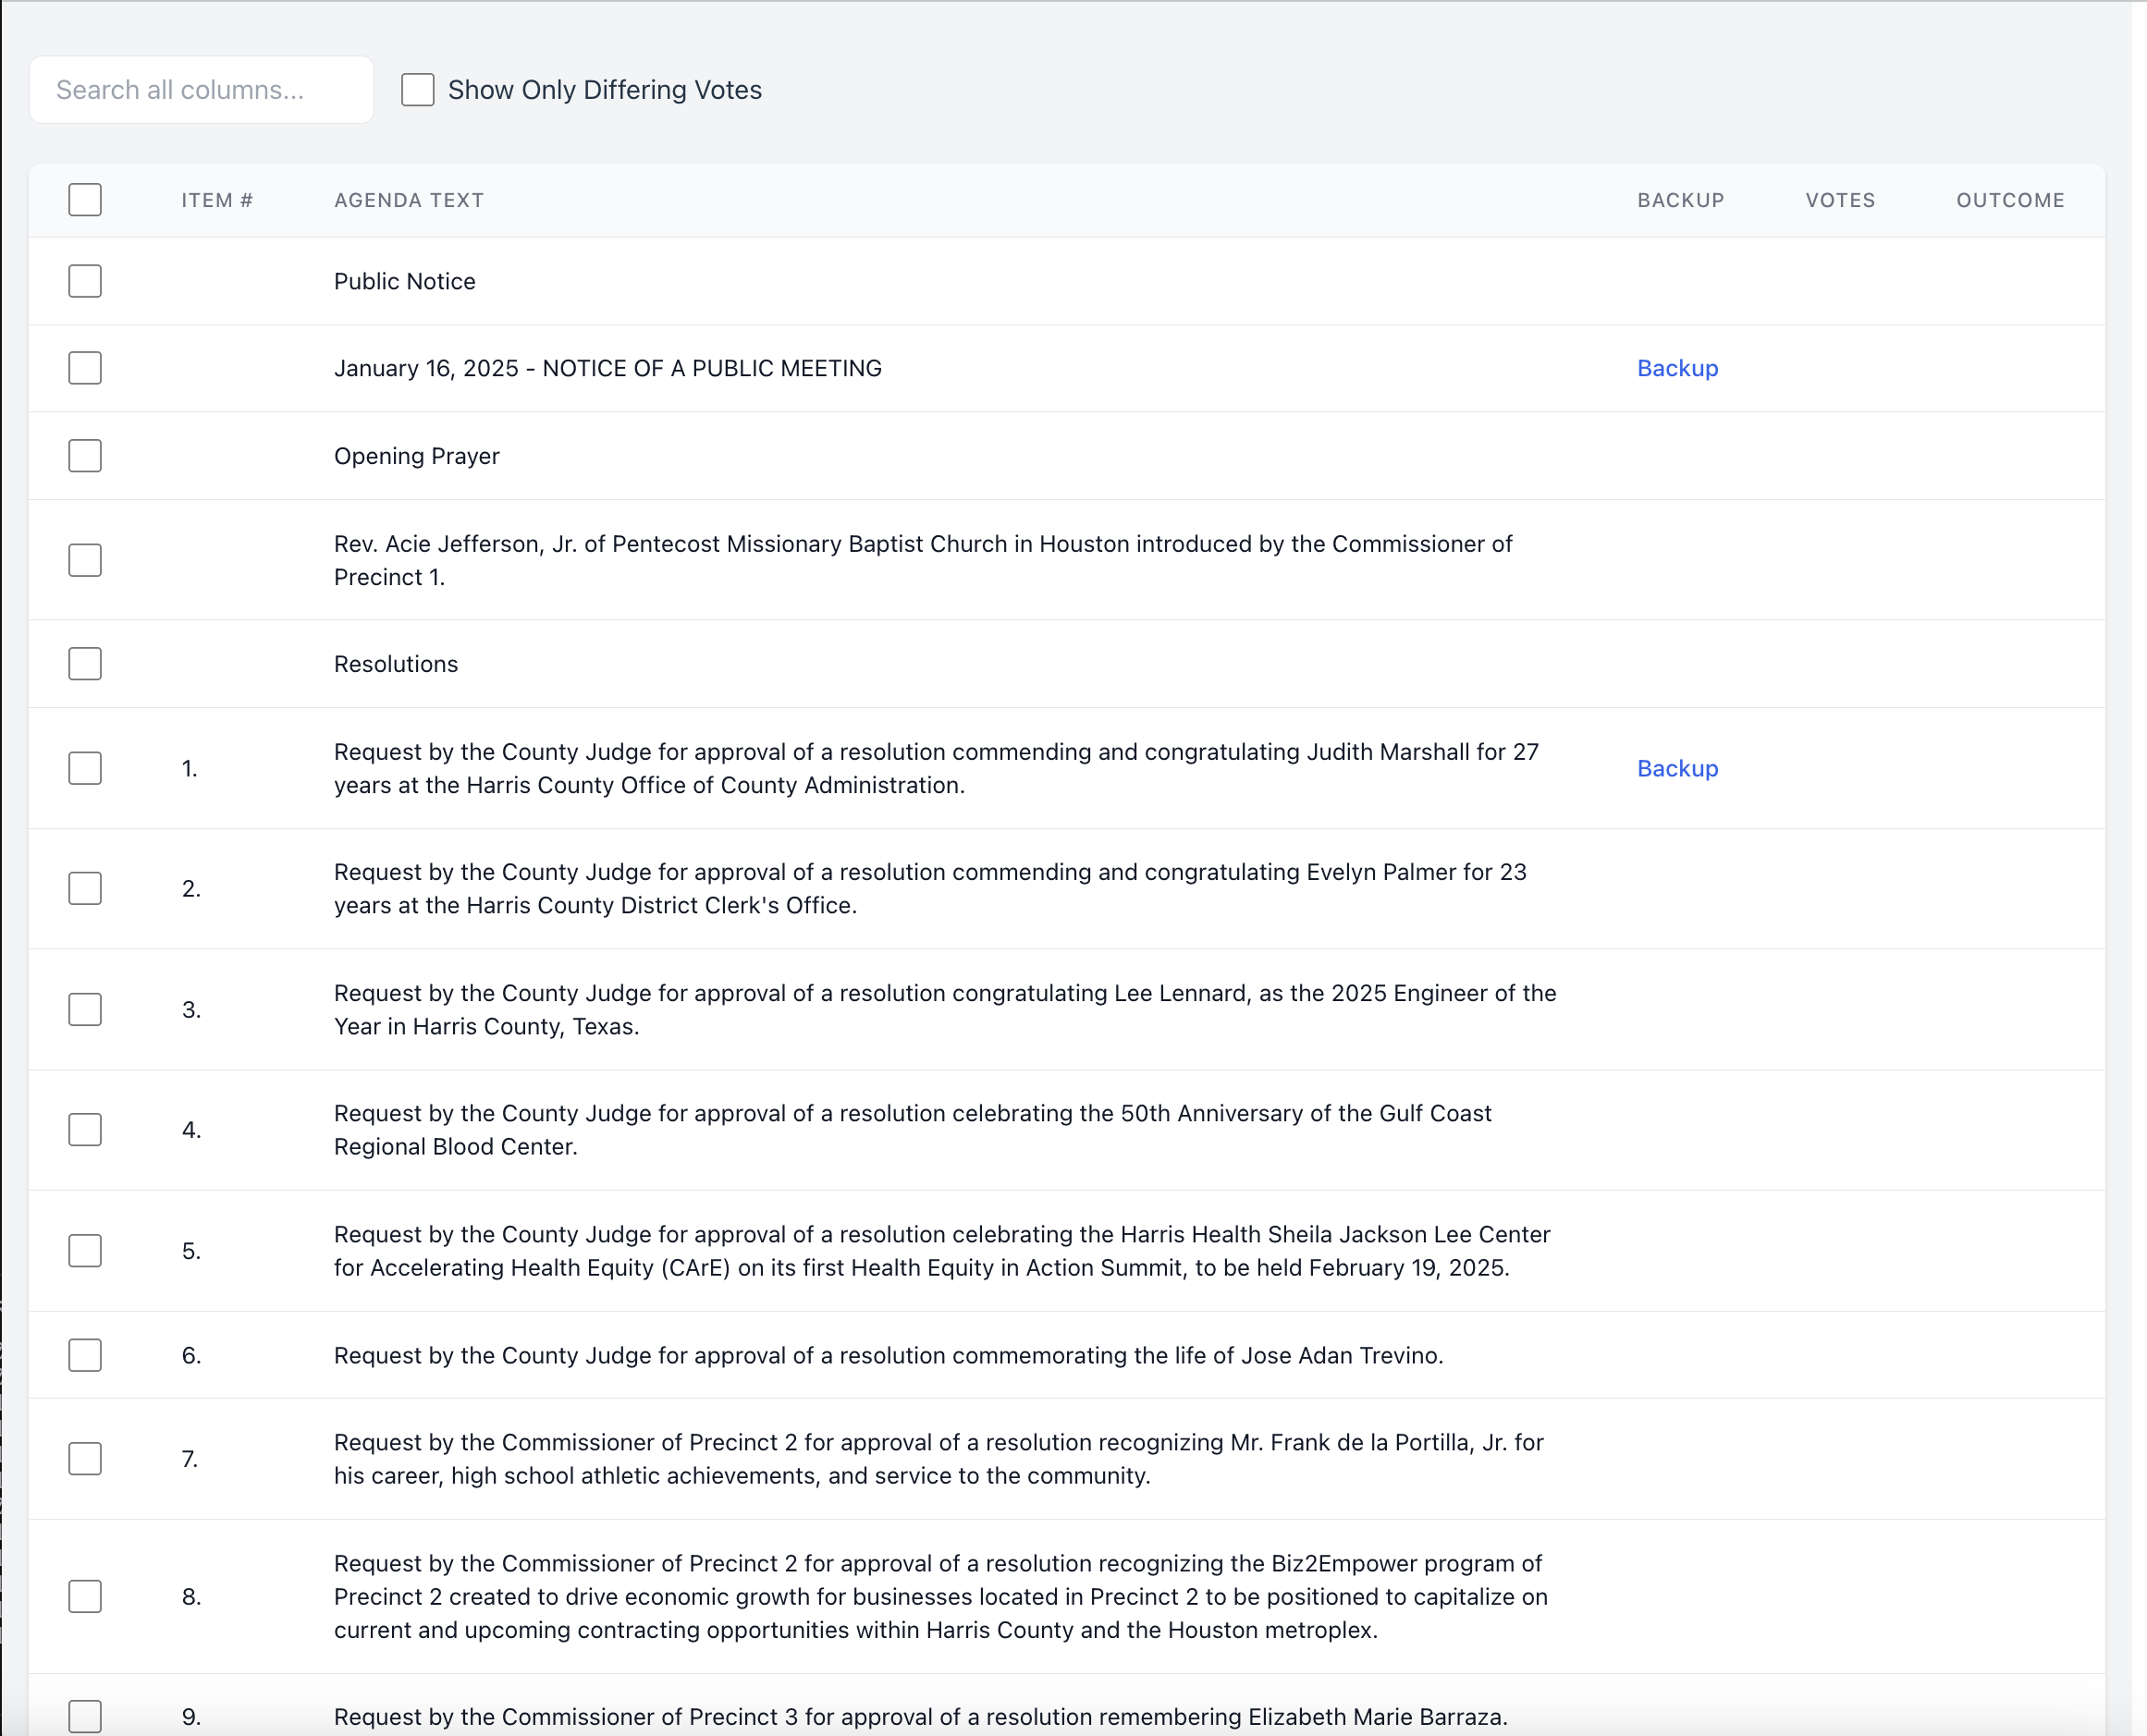 Search all columns...
Show Only Differing Votes
ITEM # AGENDA TEXT BACKUP VOTES OUTCOME
Public Notice
January 16, 2025 - NOTICE OF A PUBLIC MEETING Backup
Opening Prayer
Rev. Acie Jefferson, Jr. of Pentecost Missionary Baptist Church in Houston introduced by the Commissioner of
Precinct 1.
Resolutions
1. Request by the County Judge for approval of a resolution commending and congratulating Judith Marshall for 27
years at the Harris County Office of County Administration.
Backup
2. Request by the County Judge for approval of a resolution commending and congratulating Evelyn Palmer for 23
years at the Harris County District Clerk's Office.
3. Request by the County Judge for approval of a resolution congratulating Lee Lennard, as the 2025 Engineer of the
Year in Harris County, Texas.
4. Request by the County Judge for approval of a resolution celebrating the 50th Anniversary of the Gulf Coast
Regional Blood Center.
5. Request by the County Judge for approval of a resolution celebrating the Harris Health Sheila Jackson Lee Center
for Accelerating Health Equity (CArE) on its first Health Equity in Action Summit, to be held February 19, 2025.
6. Request by the County Judge for approval of a resolution commemorating the life of Jose Adan Trevino.
7. Request by the Commissioner of Precinct 2 for approval of a resolution recognizing Mr. Frank de la Portilla, Jr. for
his career, high school athletic achievements, and service to the community.
8. Request by the Commissioner of Precinct 2 for approval of a resolution recognizing the Biz2Empower program of
Precinct 2 created to drive economic growth for businesses located in Precinct 2 to be positioned to capitalize on
current and upcoming contracting opportunities within Harris County and the Houston metroplex.
9. Request by the Commissioner of Precinct 3 for approval of a resolution remembering Elizabeth Marie Barraza.